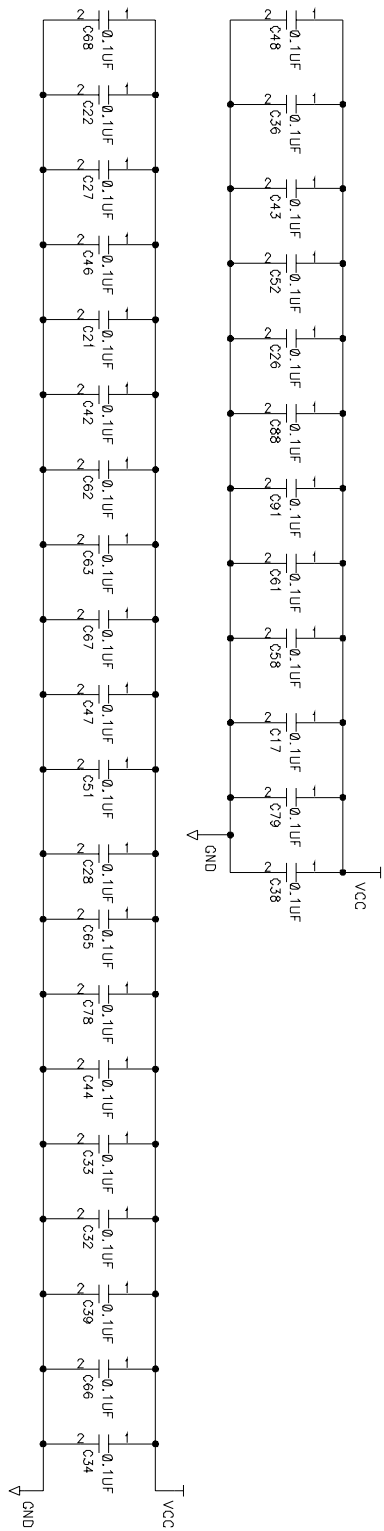 VCC
1 1 1 1 1 1 1 1 1 1 1 1
0.1UF 0.1UF 0.1UF 0.1UF 0.1UF 0.1UF 0.1UF 0.1UF 0.1UF 0.1UF 0.1UF 0.1UF
C48 C36 C43 C52 C26 C88 C91 C61 C58 C17 C79 C38
2 2 2 2 2 2 2 2 2 2 2 2
GND
VCC
1 1 1 1 1 1 1 1 1 1 1 1 1 1 1 1 1 1 1 1
0.1UF 0.1UF 0.1UF 0.1UF 0.1UF 0.1UF 0.1UF 0.1UF 0.1UF 0.1UF 0.1UF 0.1UF 0.1UF 0.1UF 0.1UF 0.1UF 0.1UF 0.1UF 0.1UF 0.1UF
C68 C22 C27 C46 C21 C42 C62 C63 C67 C47 C51 C28 C65 C78 C44 C33 C32 C39 C66 C34
2 2 2 2 2 2 2 2 2 2 2 2 2 2 2 2 2 2 2 2
GND